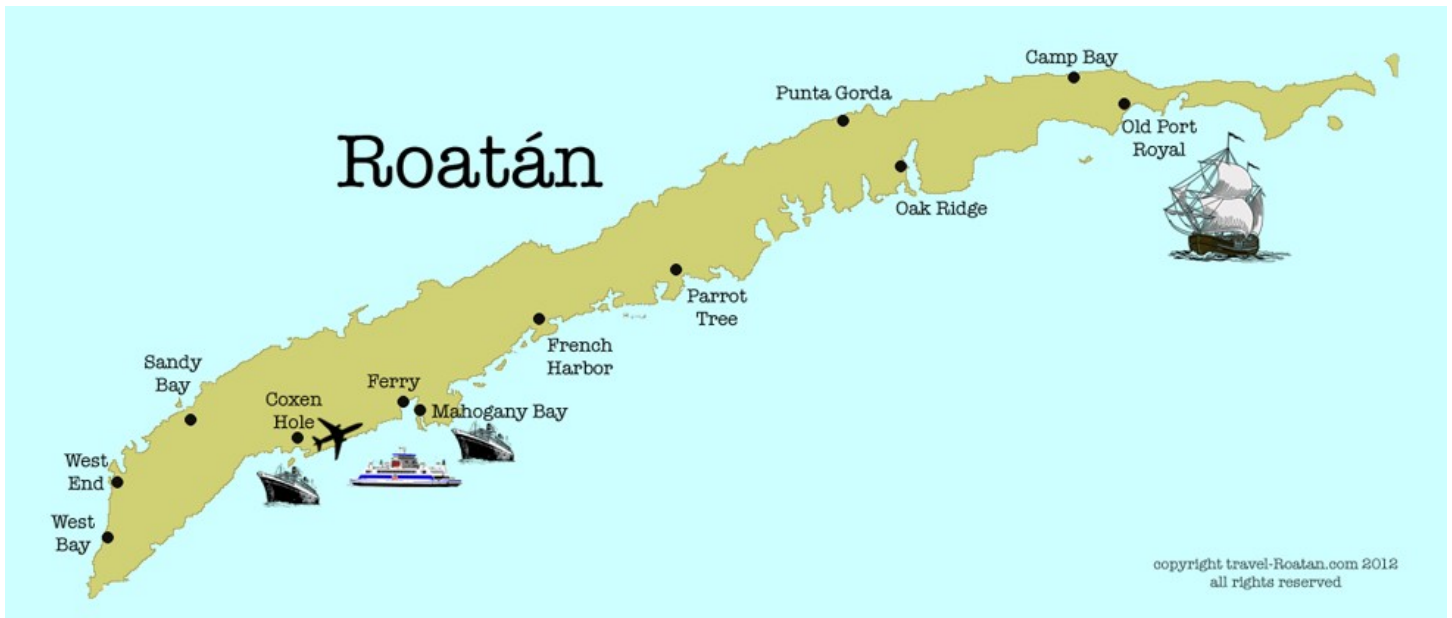 Roatán
Camp Bay
Punta Gorda
Old Port
Royal
Oak Ridge
Parrot
Tree
French
Harbor
Sandy
Bay
Ferry
Coxen
Hole
Mahogany Bay
West
End
West
Bay
copyright travel-Roatan.com 2012
all rights reserved